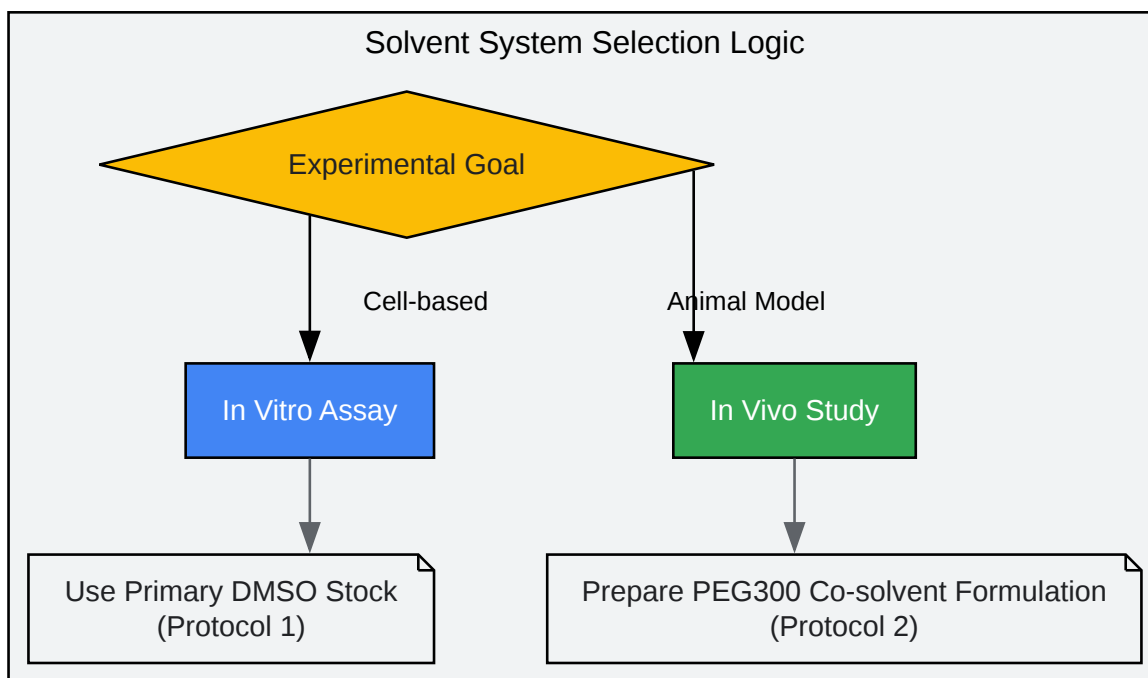 Solvent System Selection Logic
Experimental Goal
Cell-based
Animal Model
In Vitro Assay
In Vivo Study
Use Primary DMSO Stock
(Protocol 1)
Prepare PEG300 Co-solvent Formulation
(Protocol 2)